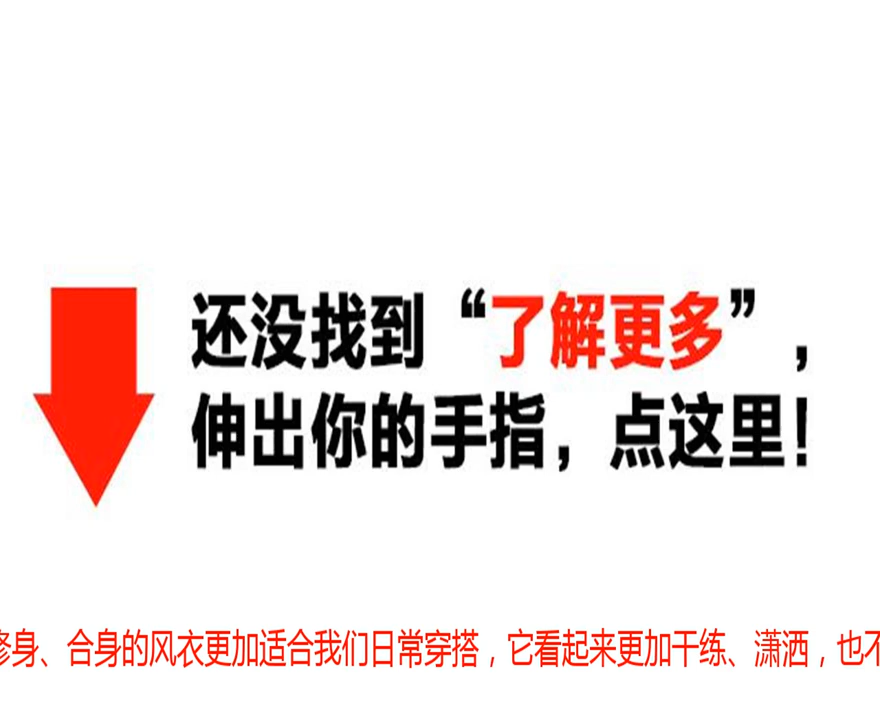 还没找到“了解更多”，
伸出你的手指，点这里！
修身、合身的风衣更加适合我们日常穿搭，它看起来更加干练、潇洒，也不